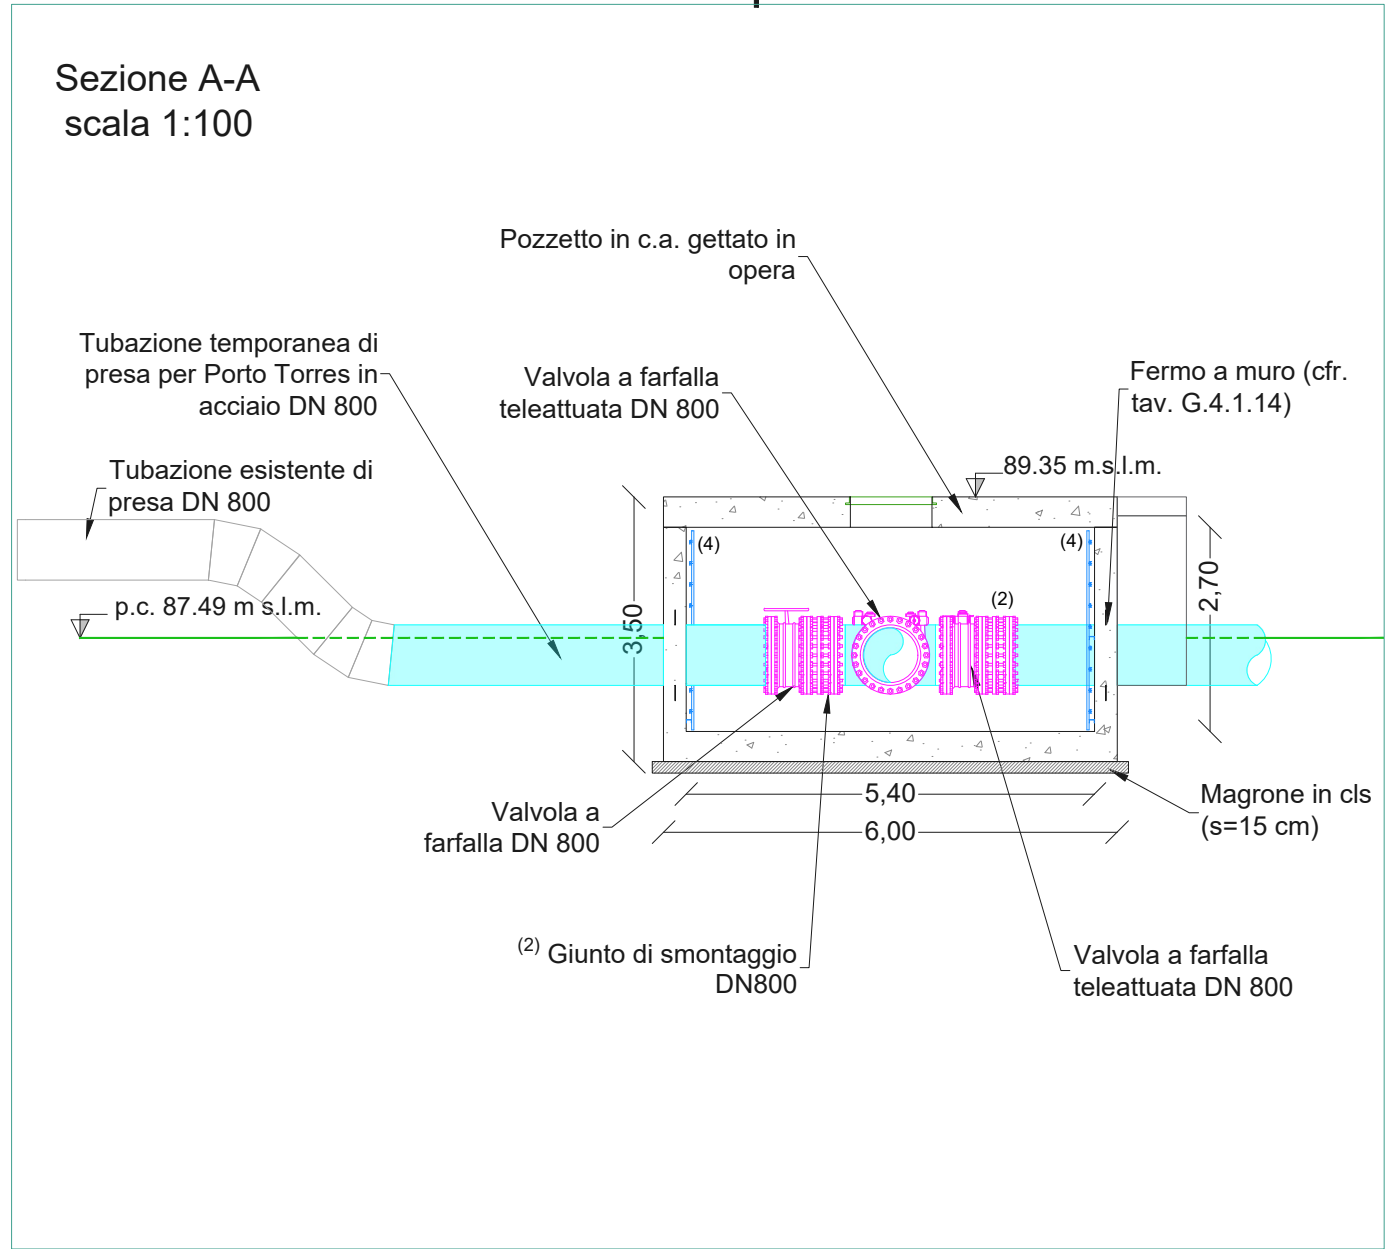 Sezione A-A
scala 1:100
Pozzetto in c.a. gettato in
opera
Tubazione temporanea di
presa per Porto Torres in
acciaio DN 800
Valvola a farfalla
teleattuata DN 800
Fermo a muro (cfr.
tav. G.4.1.14)
Tubazione esistente di
presa DN 800
89.35 m.s.l.m.
(4)
(4)
p.c. 87.49 m s.l.m.
(2)
3,50
2,70
5,40
6,00
Magrone in cls
(s=15 cm)
Valvola a
farfalla DN 800
(2) Giunto di smontaggio
DN800
Valvola a farfalla
teleattuata DN 800